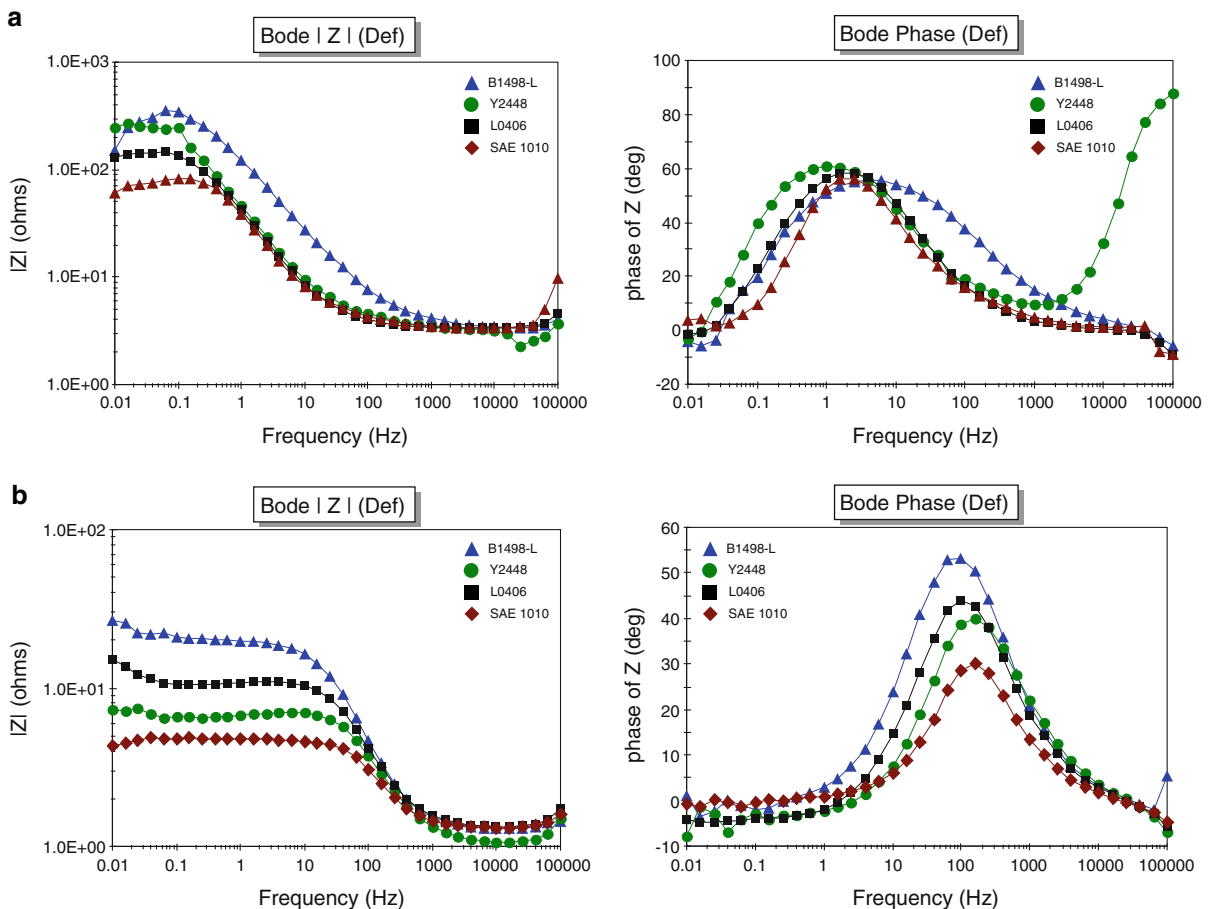 a
Bode | Z | (Def)
1.0E+003
1.0E+002
1.0E+001
1.0E+00
|Z| (ohms)
B1498-L
Y2448
L0406
SAE 1010
0.01 0.1 1 10 100 1000 10000 100000
Frequency (Hz)
Bode Phase (Def)
100
80
60
40
20
0
-20
phase of Z (deg)
B1498-L
Y2448
L0406
SAE 1010
0.01 0.1 1 10 100 1000 10000 100000
Frequency (Hz)
b
Bode | Z | (Def)
1.0E+02
1.0E+01
1.0E+00
|Z| (ohms)
B1498-L
Y2448
L0406
SAE 1010
0.01 0.1 1 10 100 1000 10000 100000
Frequency (Hz)
Bode Phase (Def)
60
50
40
30
20
10
0
-10
phase of Z (deg)
B1498-L
Y2448
L0406
SAE 1010
0.01 0.1 1 10 100 1000 10000 100000
Frequency (Hz)